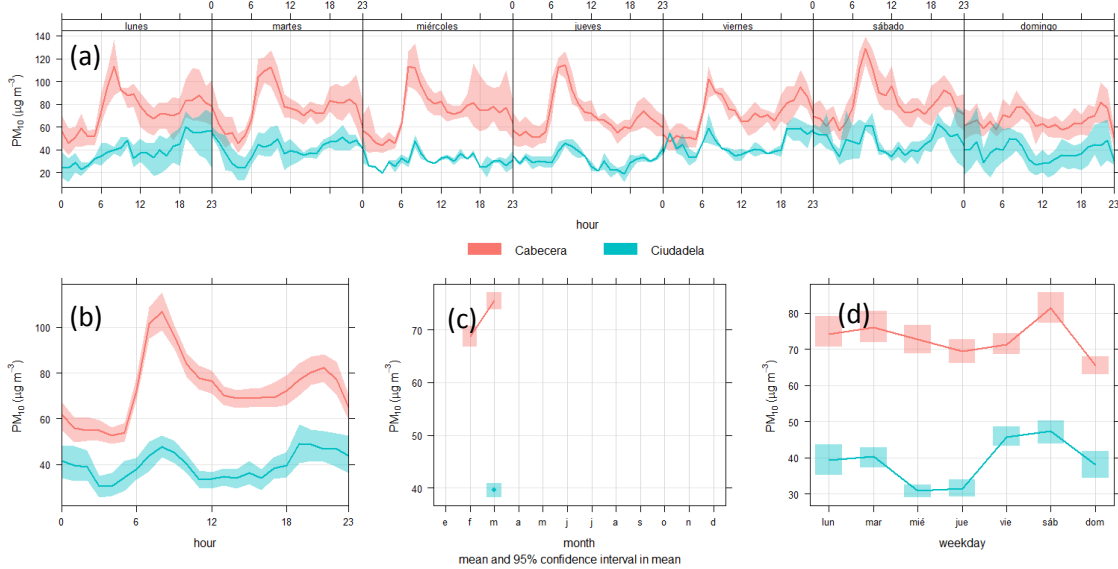 0 6 12 18 23 0 6 12 18 23 0 6 12 18 23
lunes martes miércoles jueves viernes sábado domingo
(a)
140
120
100
80
60
40
20
PM10 (µg m−3)
0 6 12 18 23 0 6 12 18 23 0 6 12 18 23 0 6 12 18 23
hour
Cabecera Ciudadela
(b)
100
80
60
40
PM10 (µg m−3)
0 6 12 18 23
hour
(c)
70
60
50
40
PM10 (µg m−3)
e f m a m j j a s o n d
month
mean and 95% confidence interval in mean
(d)
80
70
60
50
40
30
PM10 (µg m−3)
lun mar mié jue vie sáb dom
weekday